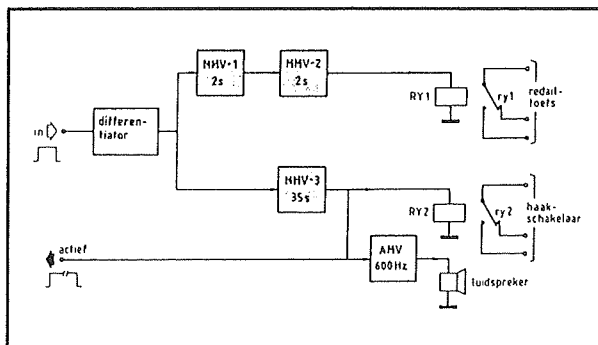 MMV-1
2s
MMV-2
2s
RY1
ry1
redail-
toets
differen-
tiator
in
MMV-3
35s
RY2
ry2
haak-
schakelaar
actief
AMV
600Hz
luidspreker